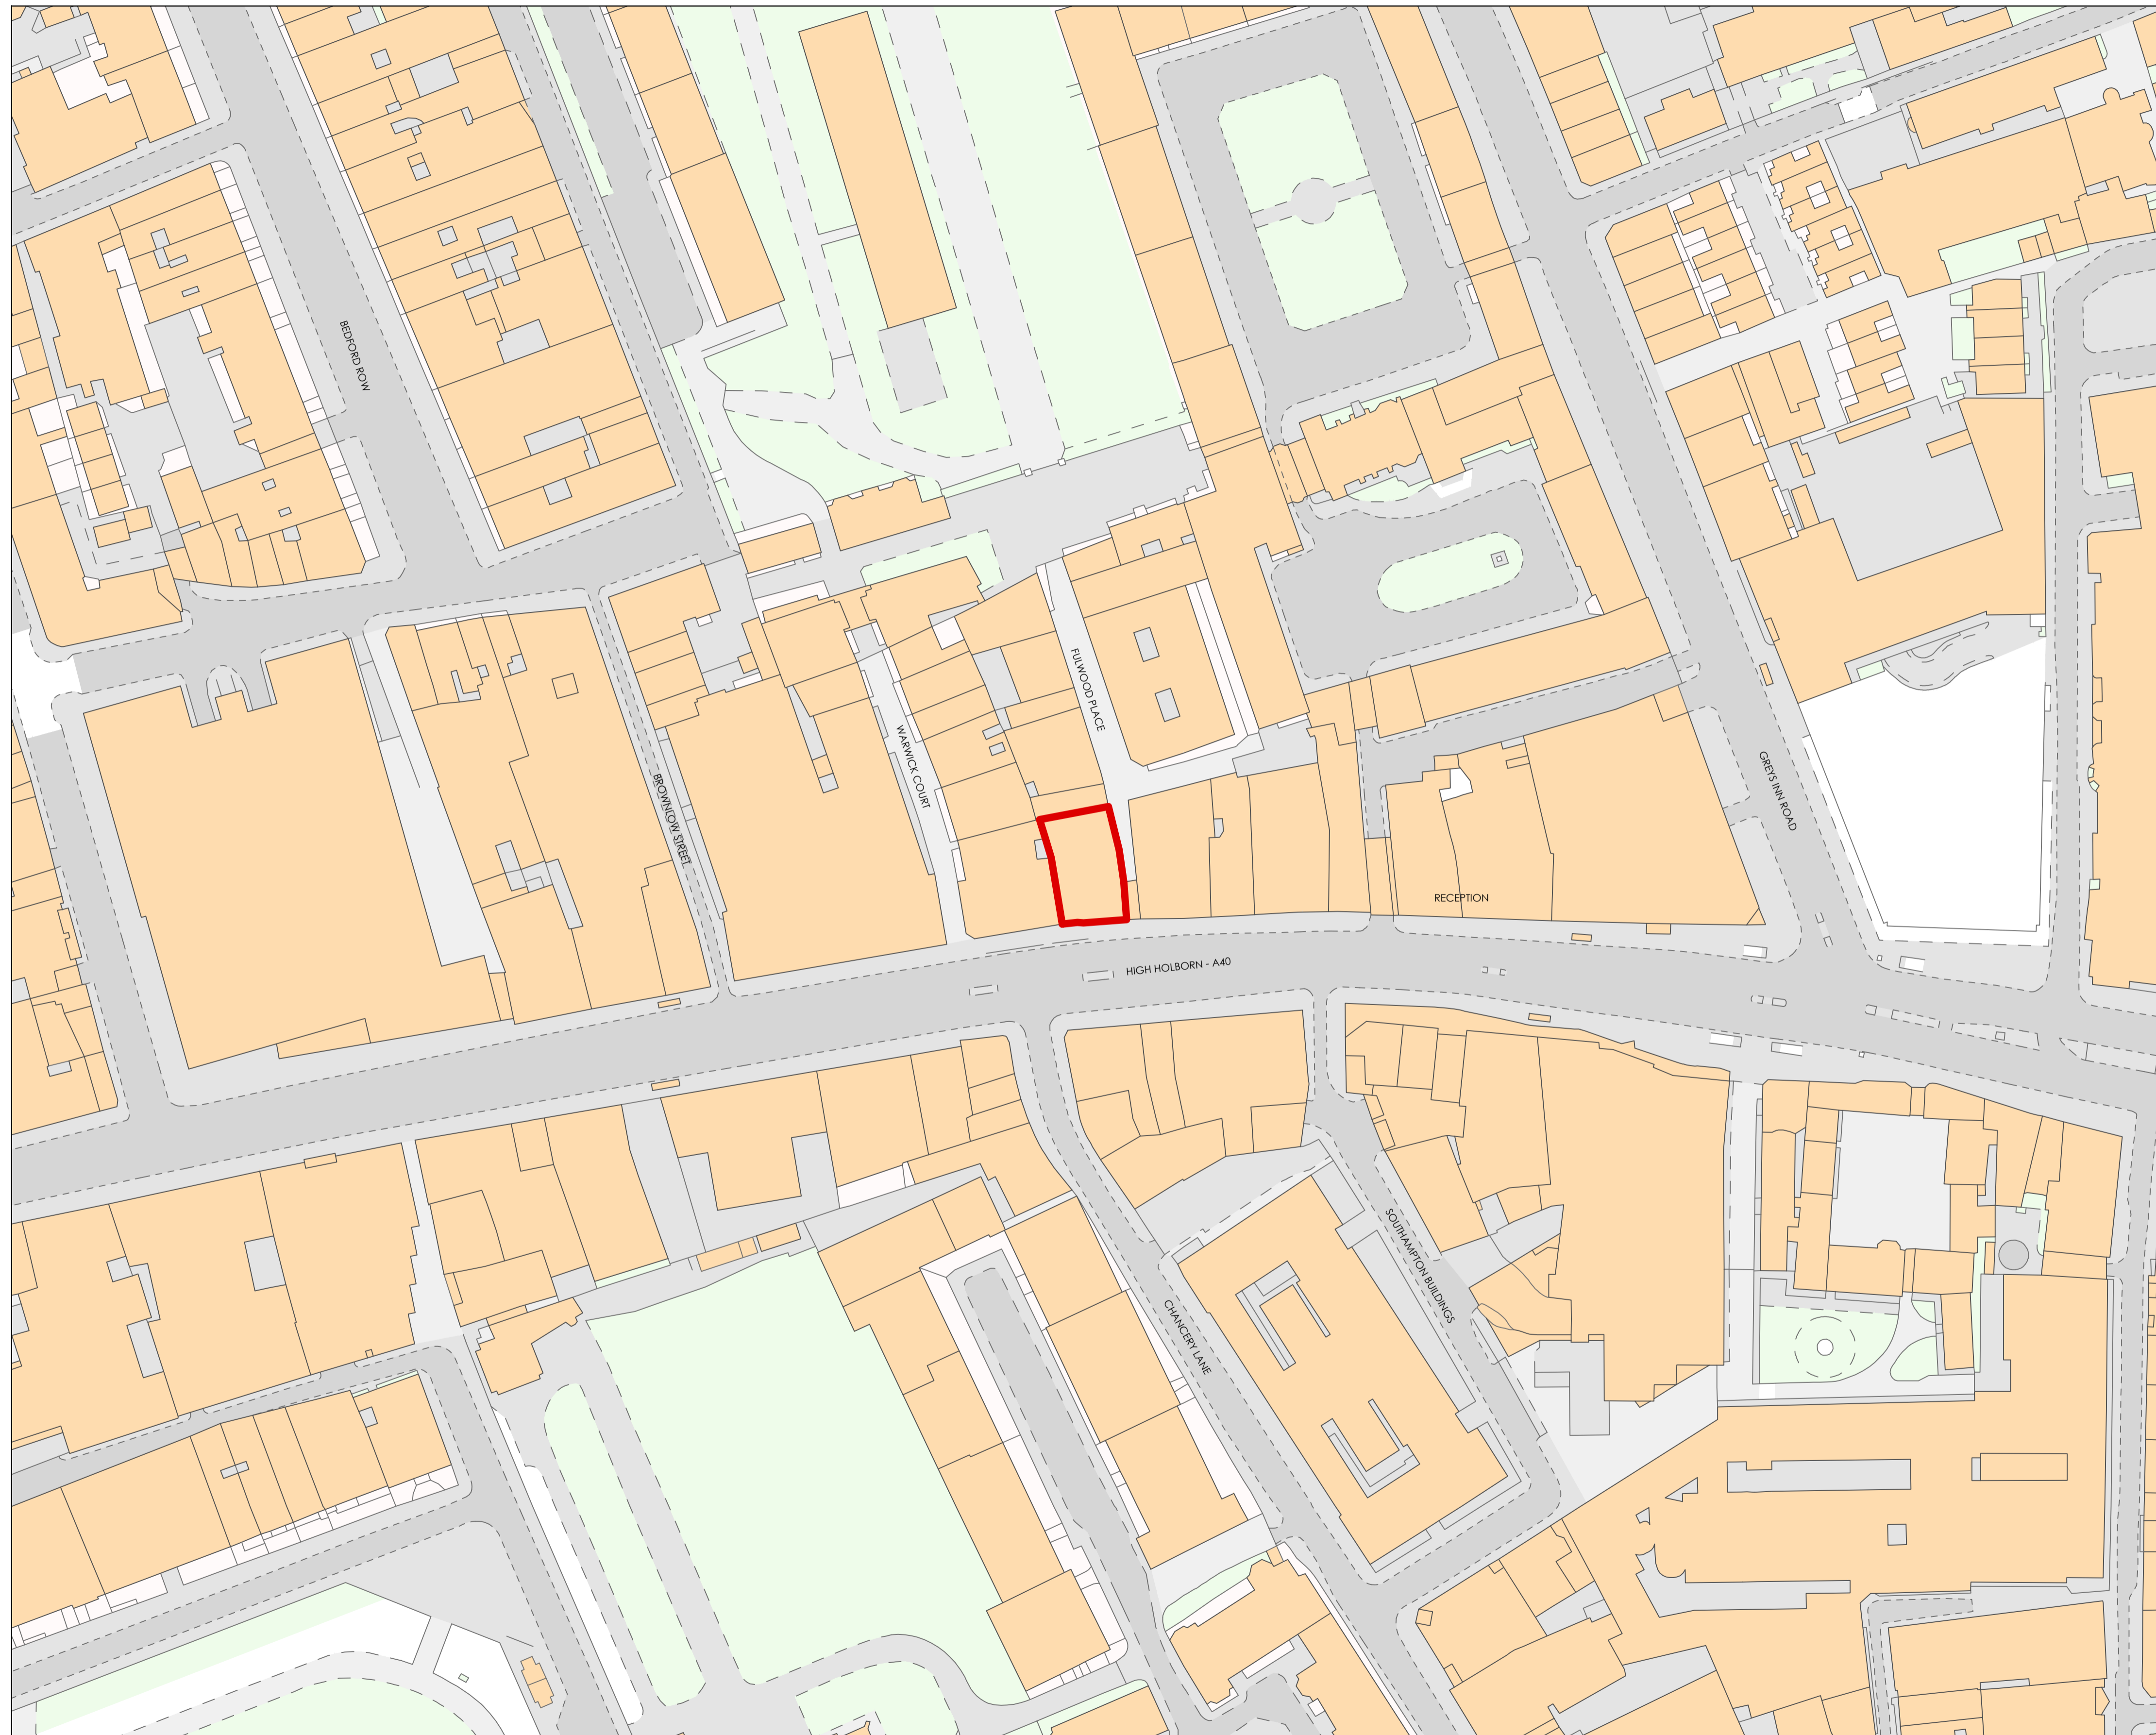 BEDFORD ROW
FULWOOD PLACE
WARWICK COURT
BROWNLOW STREET
GREYS INN ROAD
RECEPTION
HIGH HOLBORN - A40
SOUTHAMPTON BUILDINGS
CHANCERY LANE